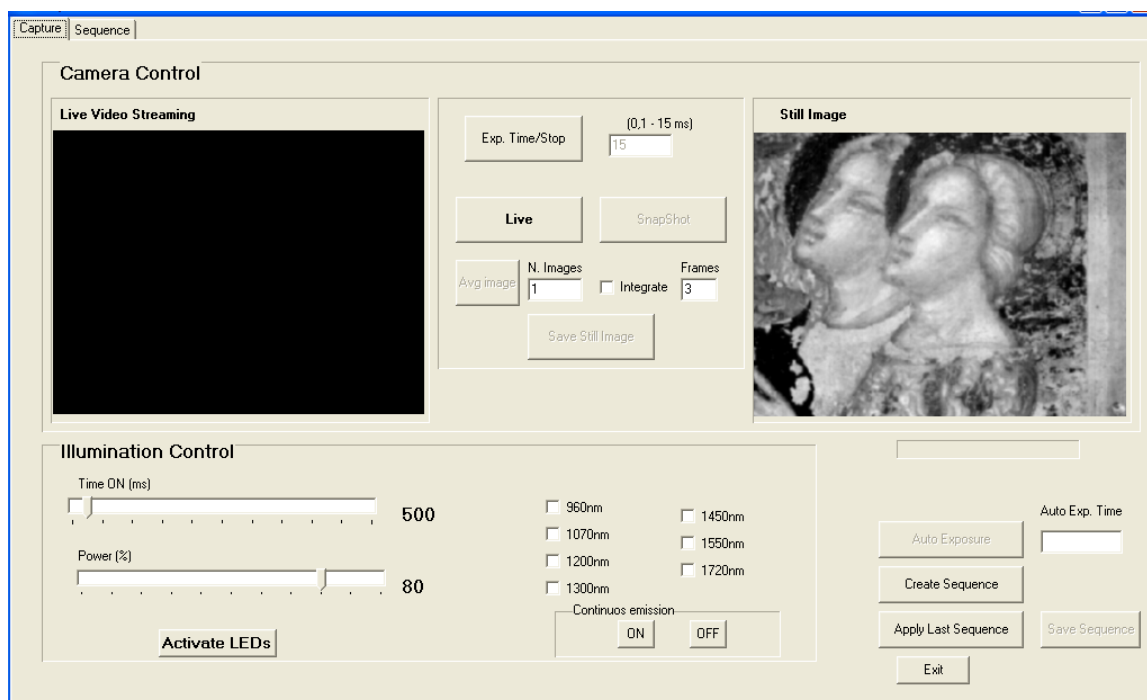 Capture Sequence
Camera Control
Live Video Streaming
Exp. Time/Stop
(0,1 - 15 ms)
15
Live
SnapShot
Avg image
N. Images
1
Integrate
Frames
3
Save Still Image
Still Image
Illumination Control
Time ON (ms)
500
Power (%)
80
Activate LEDs
960nm
1070nm
1200nm
1300nm
1450nm
1550nm
1720nm
Continuos emission
ON
OFF
Auto Exposure
Auto Exp. Time
Create Sequence
Apply Last Sequence
Save Sequence
Exit